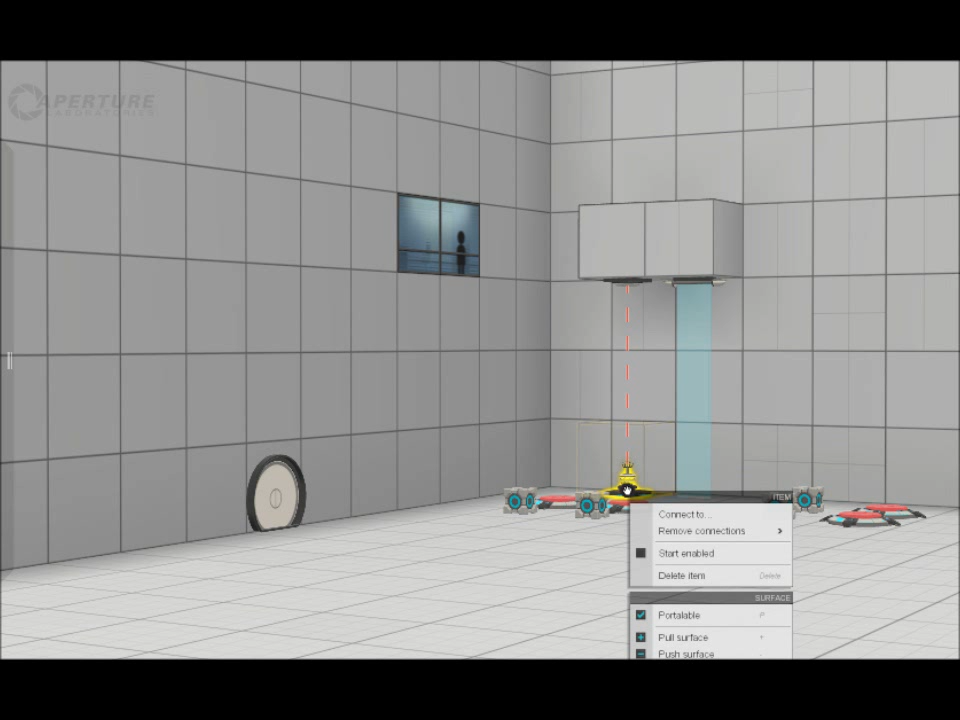 APERTURE
LABORATORIES
ITEM
Connect to...
Remove connections
Start enabled
Delete item Delete
SURFACE
Portalable P
Pull surface +
Push surface -